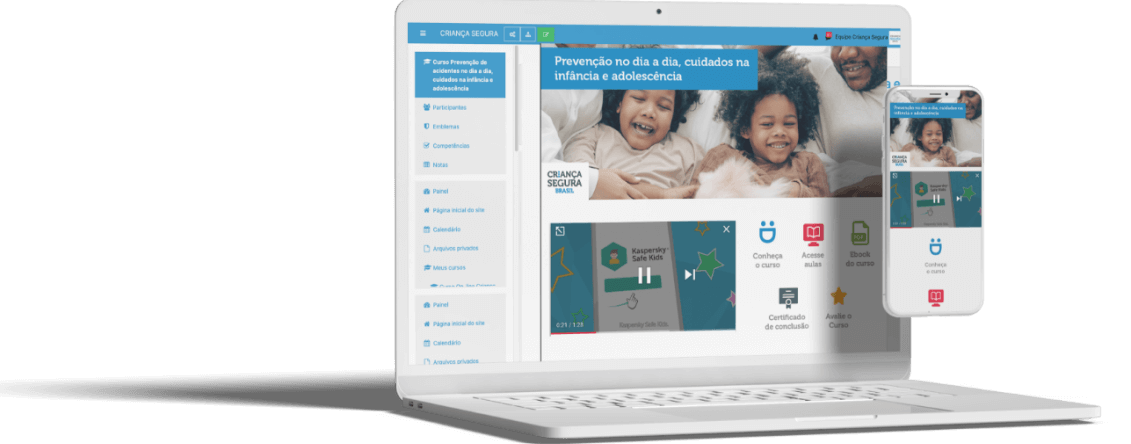 CRIANÇA SEGURA
Equipe Criança Segura
Curso Prevenção de
acidentes no dia a dia,
cuidados na infância e
adolescência
Participantes
Emblemas
Competências
Notas
Painel
Página inicial do site
Calendário
Arquivos privados
Meus cursos
Painel
Página inicial do site
Calendário
Arquivos privados
Prevenção no dia a dia, cuidados na
infância e adolescência
CRIANÇA
SEGURA
BRASIL
Kaspersky
Safe Kids
0:21 / 1:28
Kaspersky Safe Kids
Conheça
o curso
Acesse
aulas
PDF
Ebook
do curso
Certificado
de conclusão
Avalie o
Curso
Prevenção no dia a dia, cuidados na
infância e adolescência
CRIANÇA
SEGURA
BRASIL
Conheça
o curso